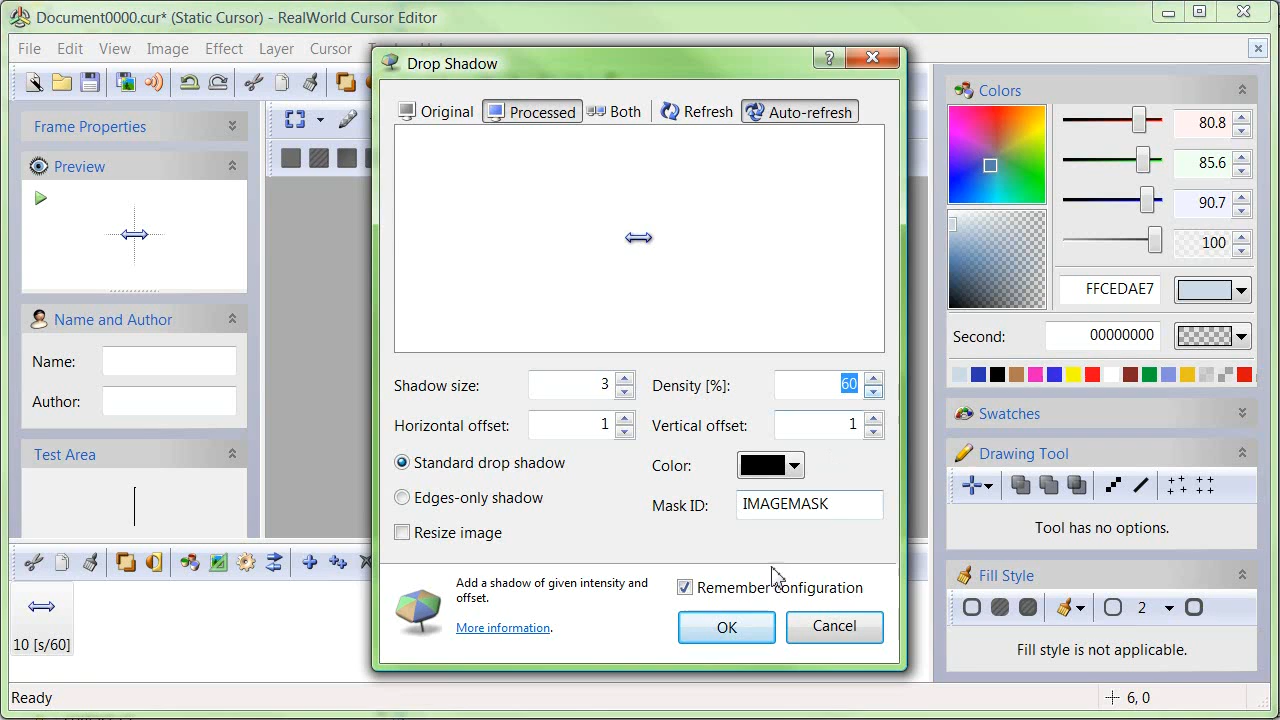 Document0000.cur* (Static Cursor) - RealWorld Cursor Editor
File Edit View Image Effect Layer Cursor
Drop Shadow
?
Original Processed Both Refresh Auto-refresh
Frame Properties
Preview
Name and Author
Name:
Author:
Test Area
Shadow size: 3 Density [%]: 60
Horizontal offset: 1 Vertical offset: 1
Standard drop shadow Color:
Edges-only shadow Mask ID: IMAGEMASK
Resize image
Add a shadow of given intensity and
offset.
More information.
Remember configuration
OK Cancel
Colors
80.8
85.6
90.7
100
FFCEDAE7
Second: 00000000
Swatches
Drawing Tool
Tool has no options.
Fill Style
2
Fill style is not applicable.
10 [s/60]
Ready 6, 0